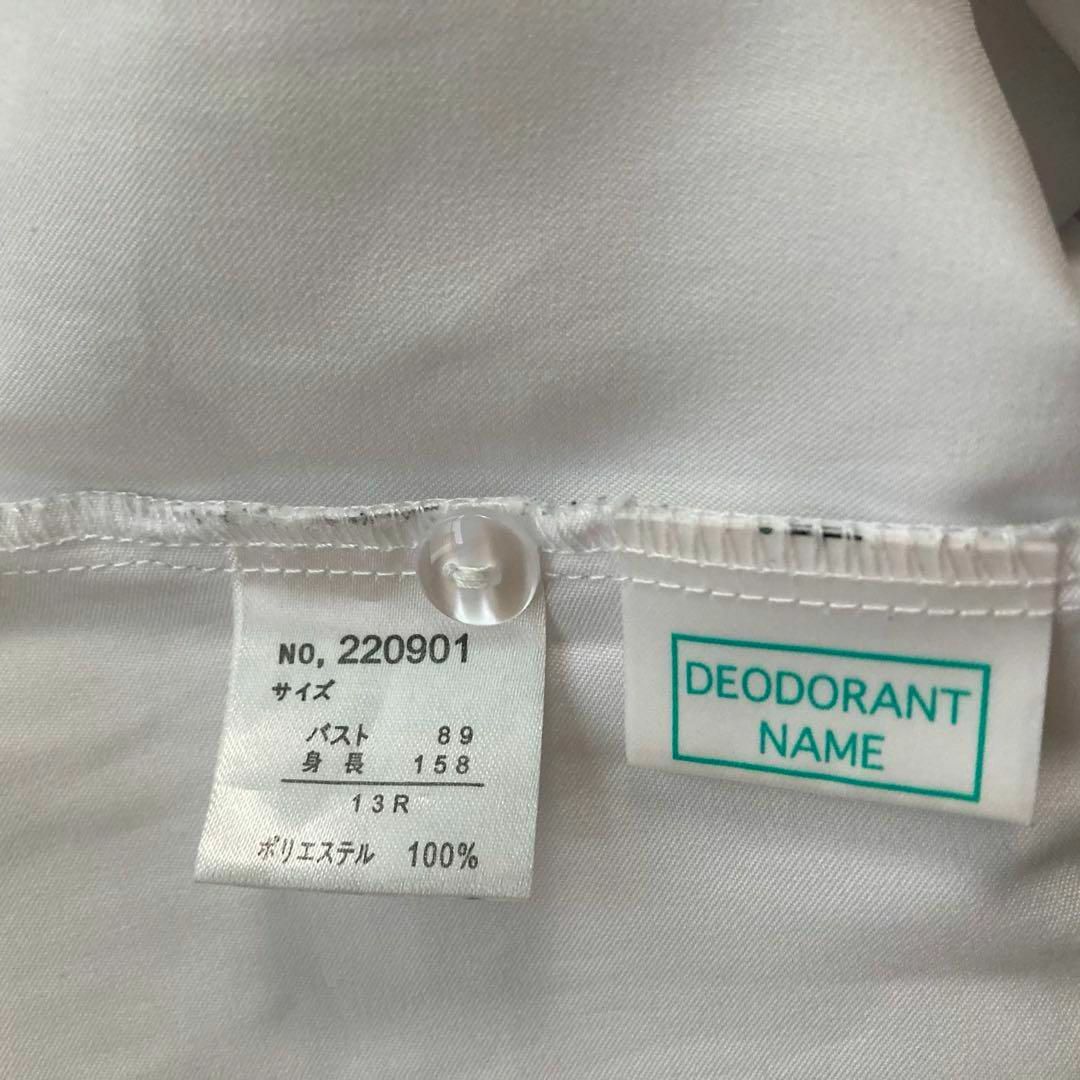 NO, 220901
サイズ
バスト 89
身長 158
13R
ポリエステル 100%
DEODORANT
NAME